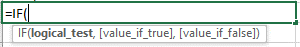 =IF(
IF(logical_test, [value_if_true], [value_if_false])